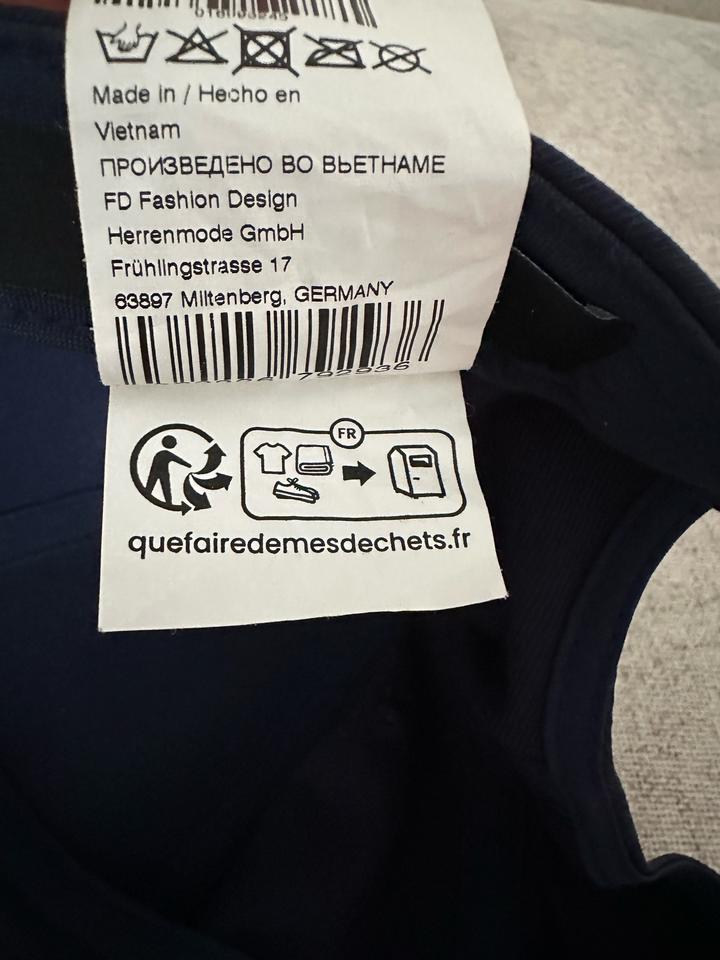 Made in / Hecho en
Vietnam
ПРОИЗВЕДЕНО ВО ВЬЕТНАМЕ
FD Fashion Design
Herrenmode GmbH
Frühlingstrasse 17
63897 Miltenberg, GERMANY
792936
FR
quefairedemesdechets.fr